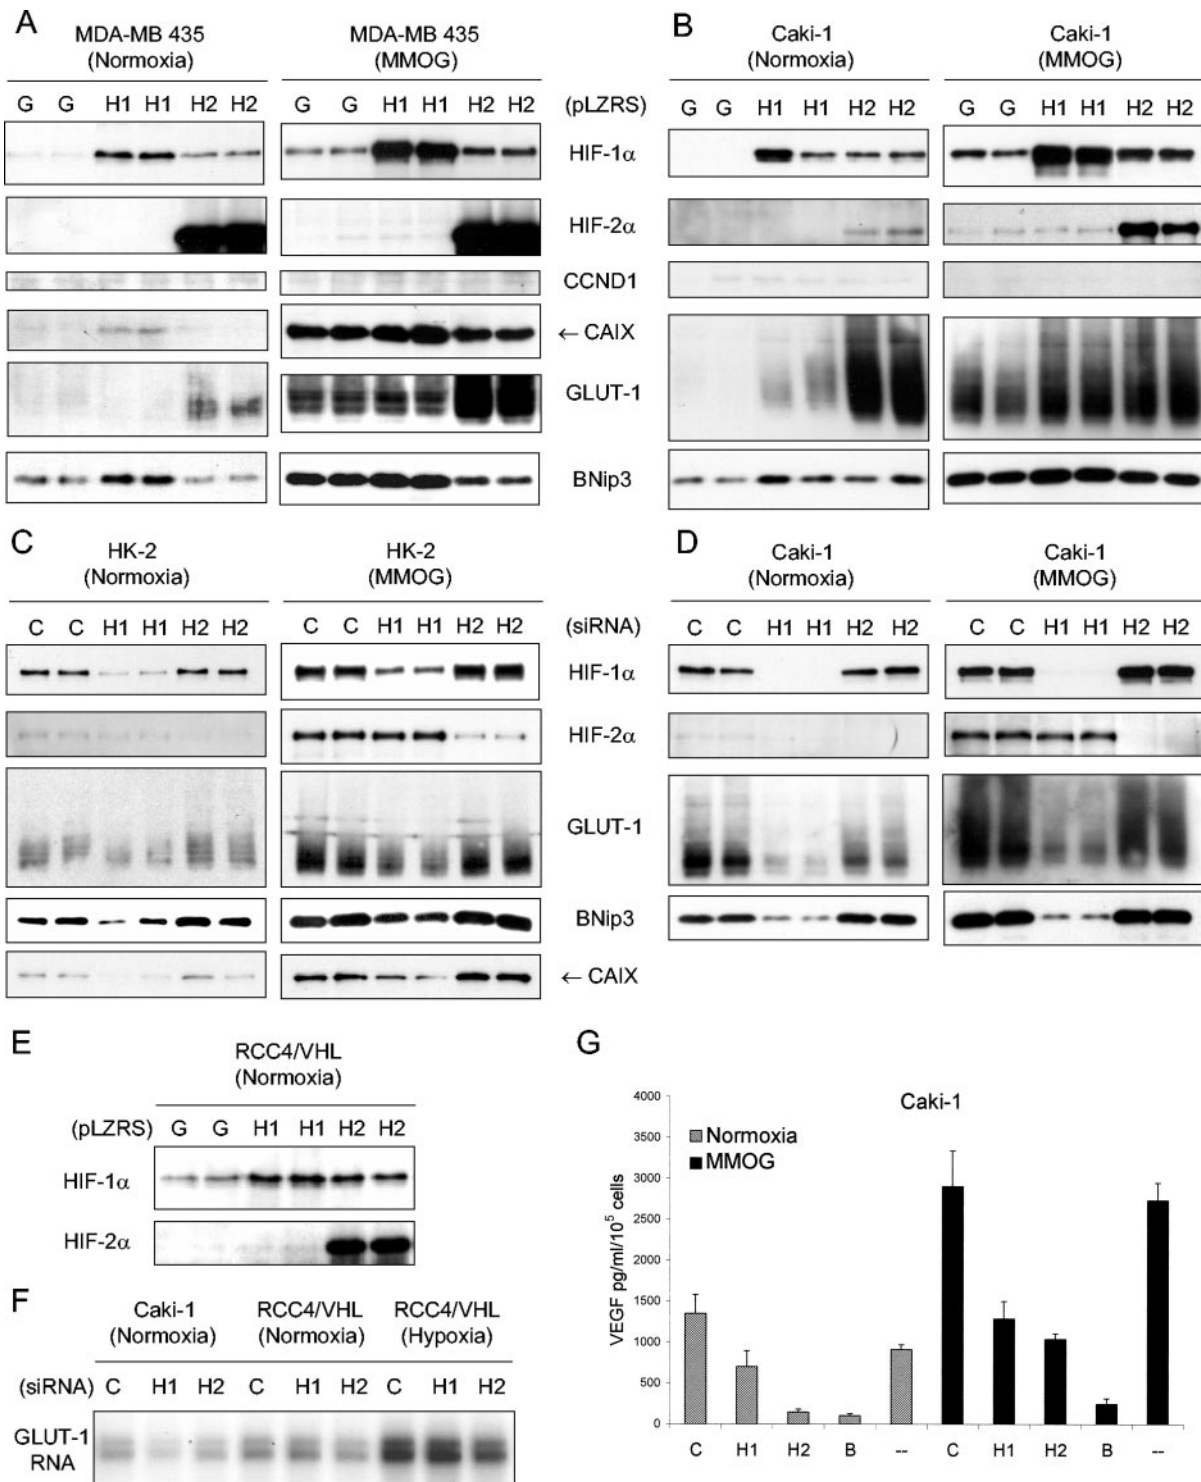 A
MDA-MB 435
(Normoxia)
MDA-MB 435
(MMOG)
G G H1 H1 H2 H2
G G H1 H1 H2 H2
(pLZRS)
HIF-1α
HIF-2α
CCND1
← CAIX
GLUT-1
BNip3
B
Caki-1
(Normoxia)
Caki-1
(MMOG)
G G H1 H1 H2 H2
G G H1 H1 H2 H2
C
HK-2
(Normoxia)
HK-2
(MMOG)
C C H1 H1 H2 H2
C C H1 H1 H2 H2
(siRNA)
HIF-1α
HIF-2α
GLUT-1
BNip3
← CAIX
D
Caki-1
(Normoxia)
Caki-1
(MMOG)
C C H1 H1 H2 H2
C C H1 H1 H2 H2
E
RCC4/VHL
(Normoxia)
(pLZRS) G G H1 H1 H2 H2
HIF-1α
HIF-2α
F
Caki-1
(Normoxia)
RCC4/VHL
(Normoxia)
RCC4/VHL
(Hypoxia)
(siRNA) C H1 H2 C H1 H2 C H1 H2
GLUT-1
RNA
G
Caki-1
Normoxia
MMOG
VEGF pg/ml/10⁵ cells
4000
3500
3000
2500
2000
1500
1000
500
0
C H1 H2 B -- C H1 H2 B --